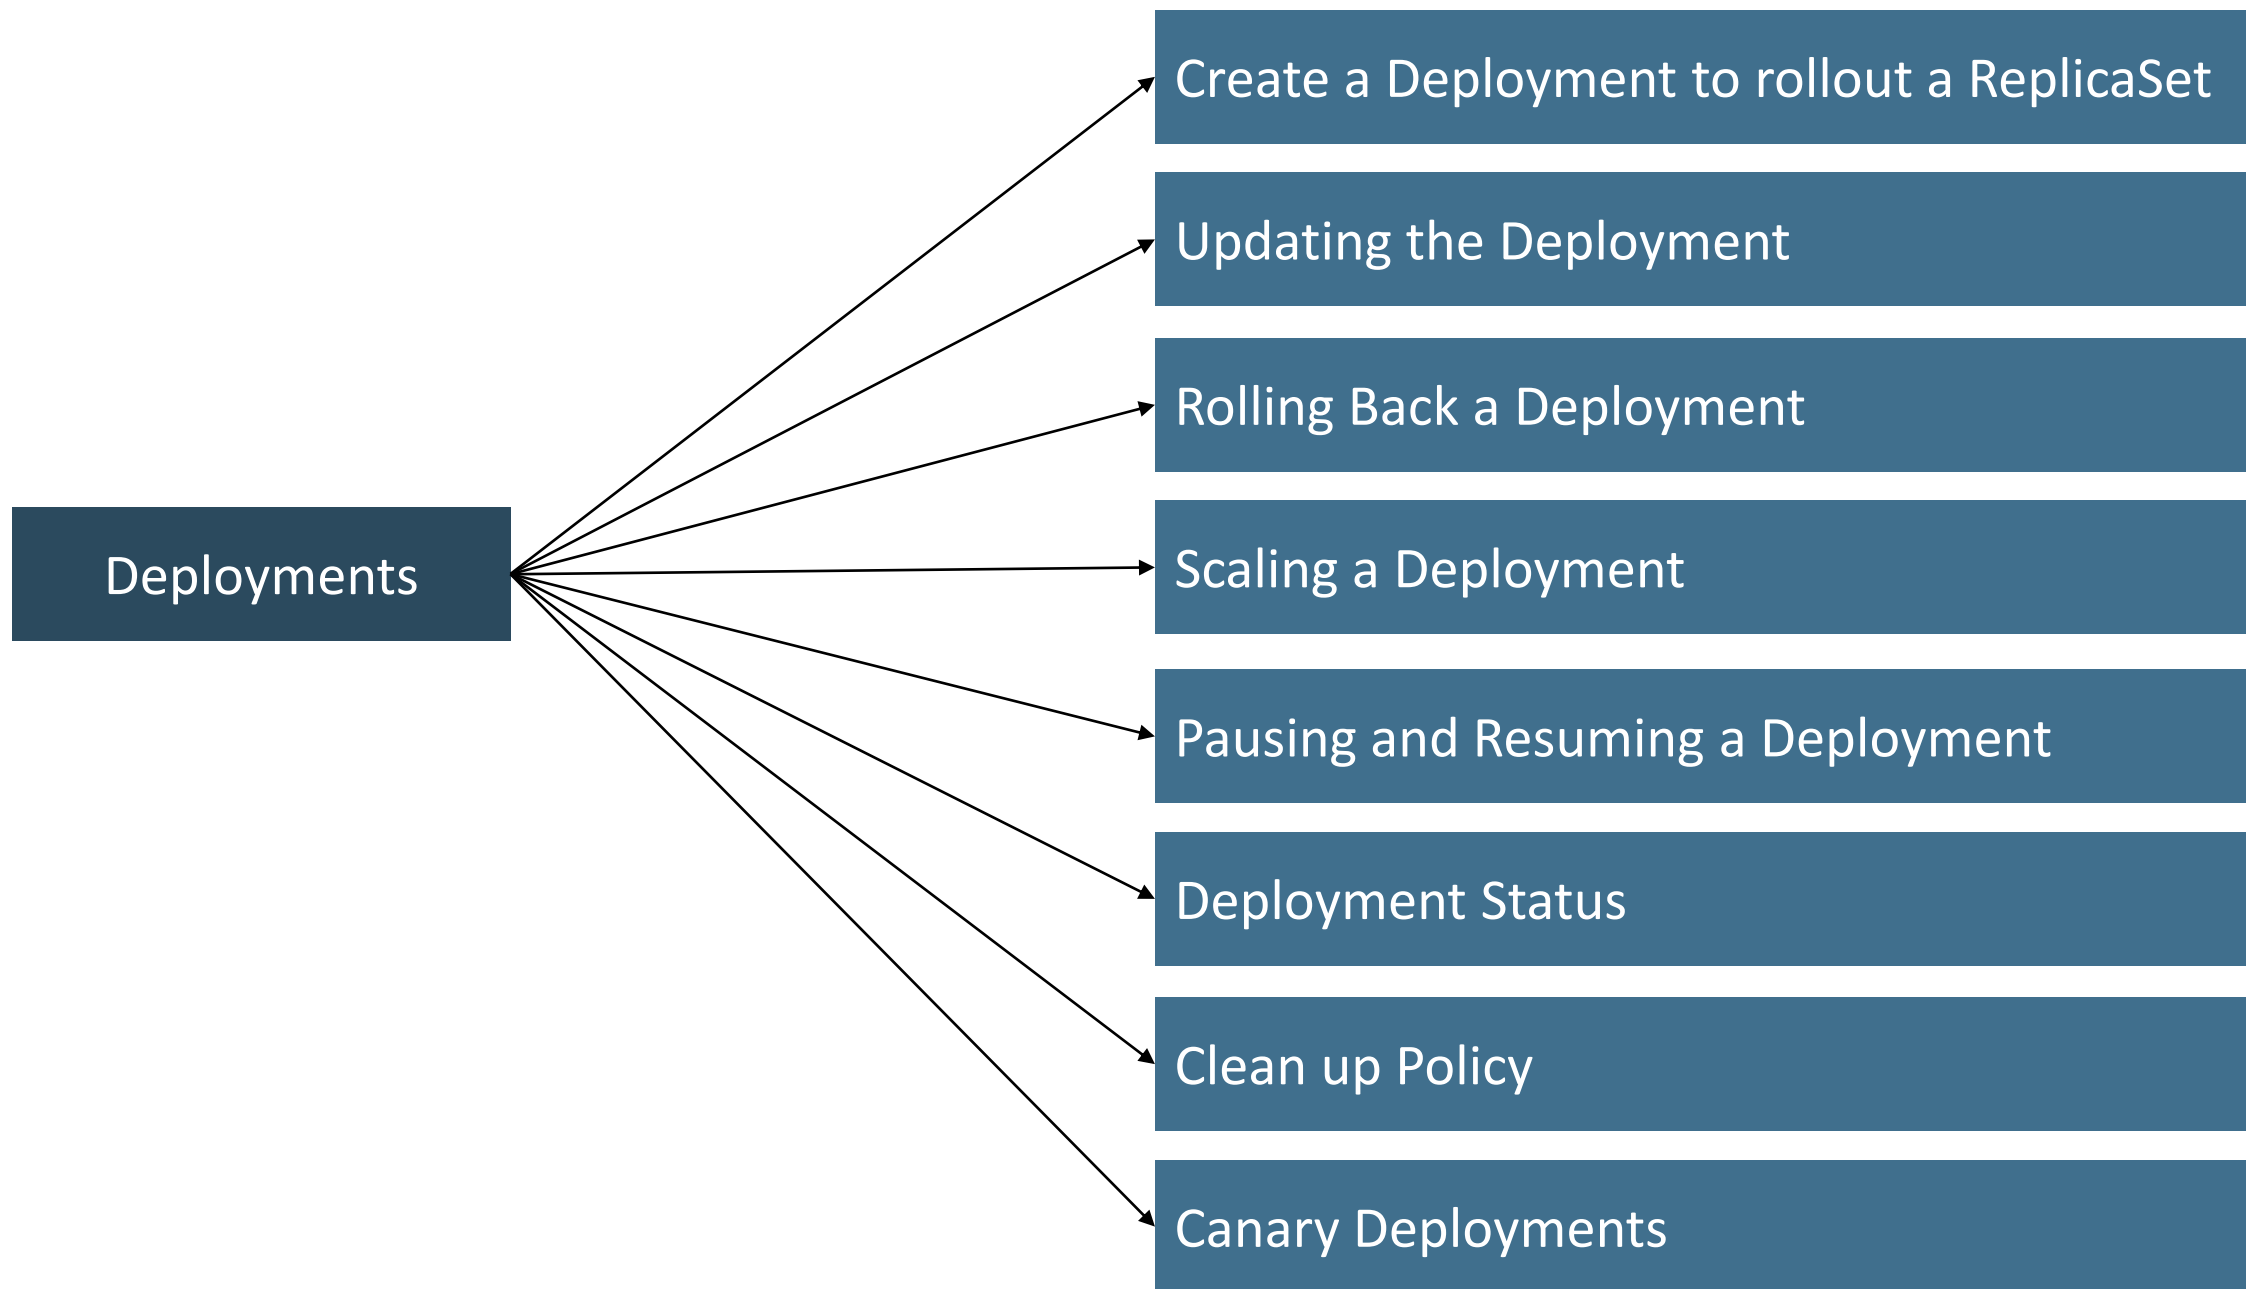 Create a Deployment to rollout a ReplicaSet
Updating the Deployment
Rolling Back a Deployment
Deployments
Scaling a Deployment
Pausing and Resuming a Deployment
Deployment Status
Clean up Policy
Canary Deployments